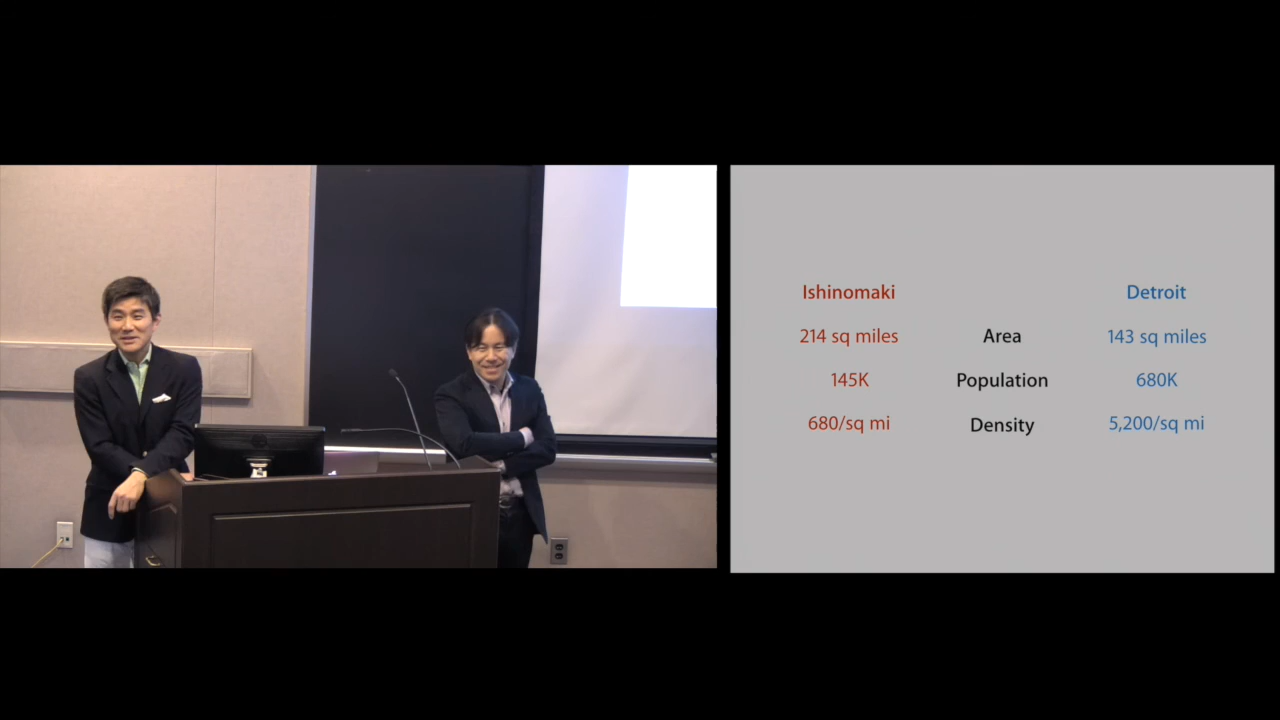 Ishinomaki Detroit
214 sq miles Area 143 sq miles
145K Population 680K
680/sq mi Density 5,200/sq mi